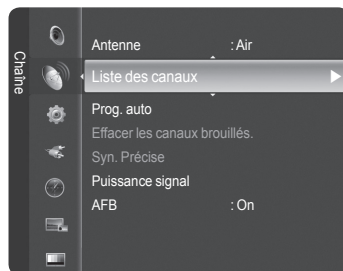 Chaîne
Antenne : Air
Liste des canaux
Prog. auto
Effacer les canaux brouillés.
Syn. Précise
Puissance signal
AFB : On